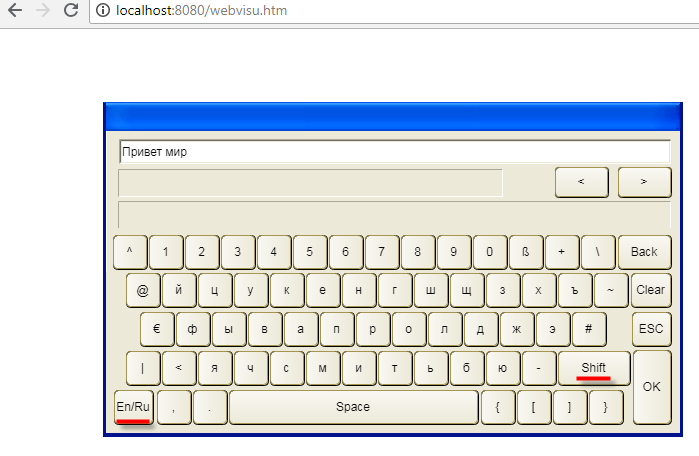 localhost:8080/webvisu.htm
Привет мир
< >
^ 1 2 3 4 5 6 7 8 9 0 ß + \ Back
@ й ц у к е н г ш щ з х ъ ~ Clear
€ ф ы в а п р о л д ж э # ESC
| < я ч с м и т ь б ю - Shift
OK
En/Ru , . Space { [ ] }